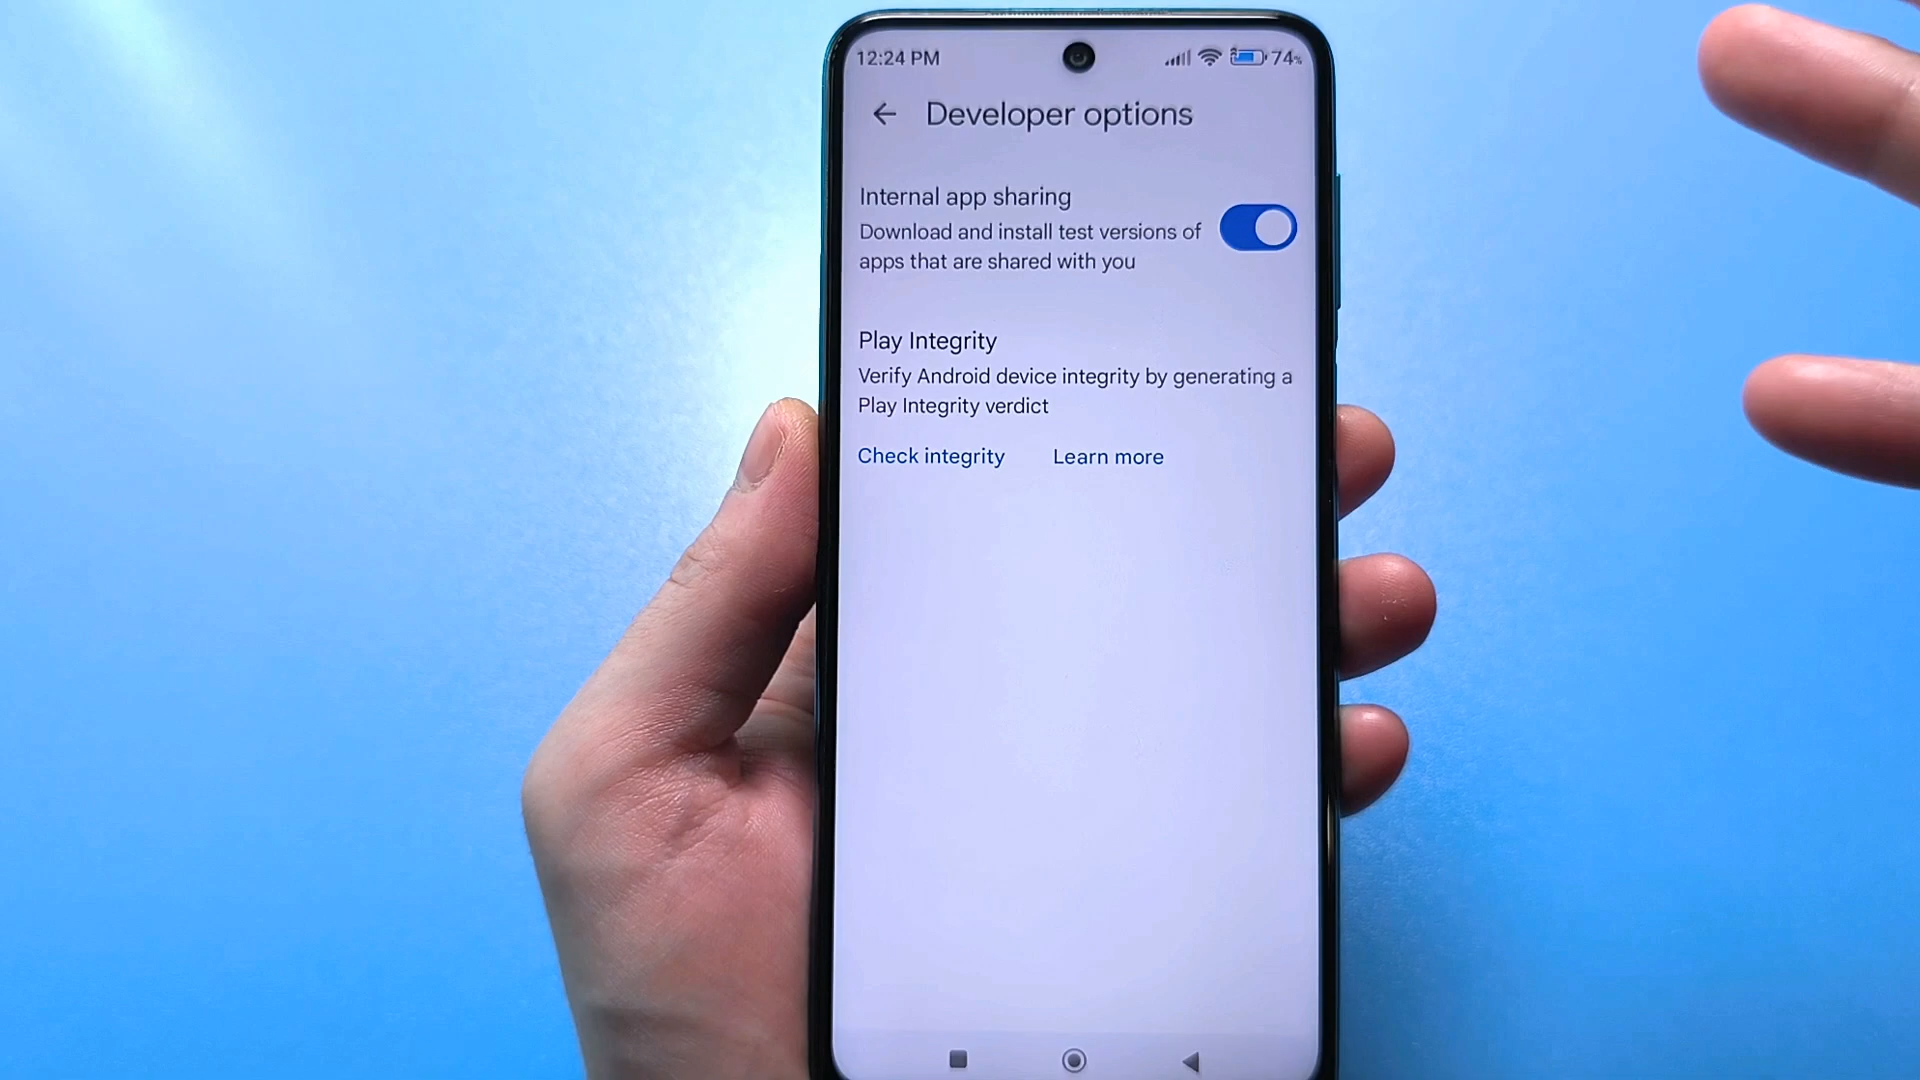 12:24 PM 74%
Developer options
Internal app sharing
Download and install test versions of
apps that are shared with you
Play Integrity
Verify Android device integrity by generating a
Play Integrity verdict
Check integrity Learn more